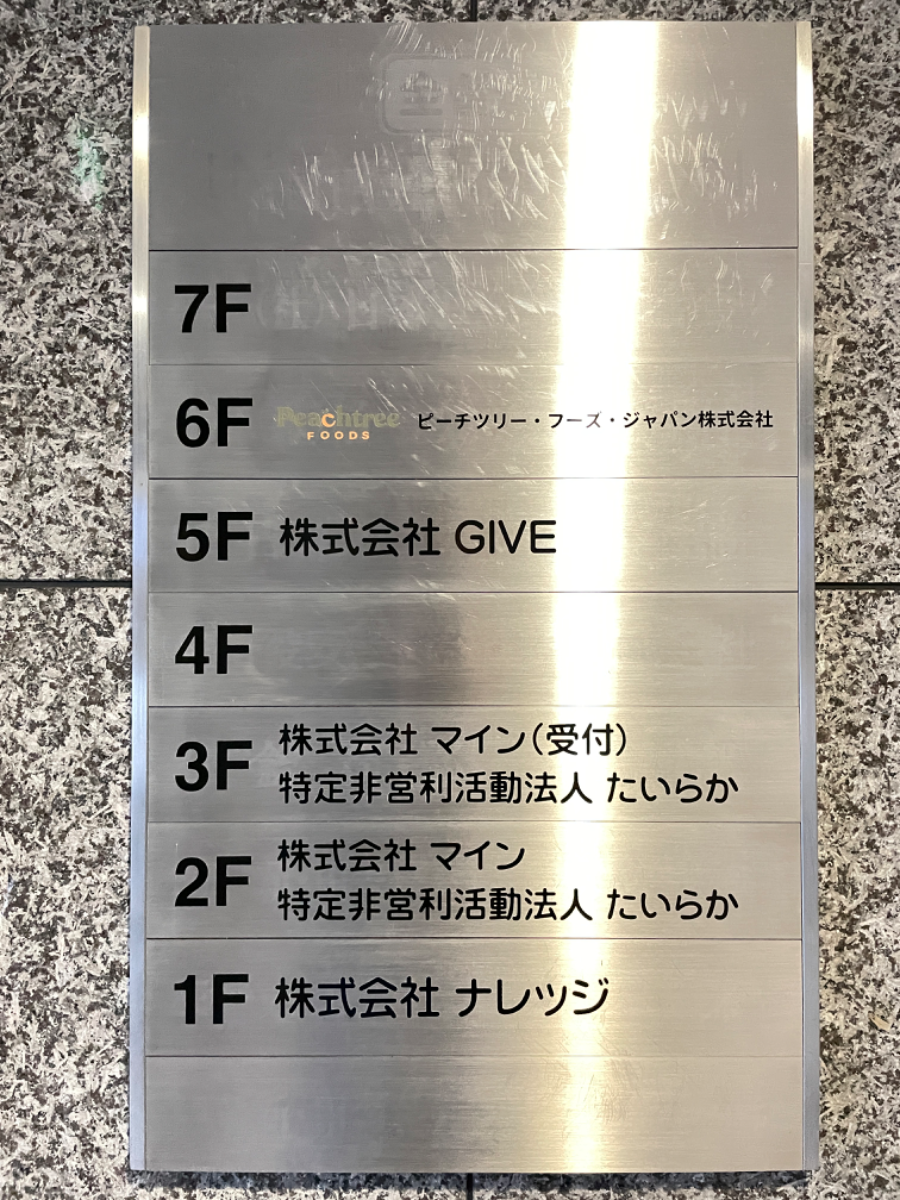 7F
6F Peachtree FOODS ピーチツリー・フーズ・ジャパン株式会社
5F 株式会社 GIVE
4F
3F 株式会社 マイン(受付)
特定非営利活動法人 たいらか
2F 株式会社 マイン
特定非営利活動法人 たいらか
1F 株式会社 ナレッジ